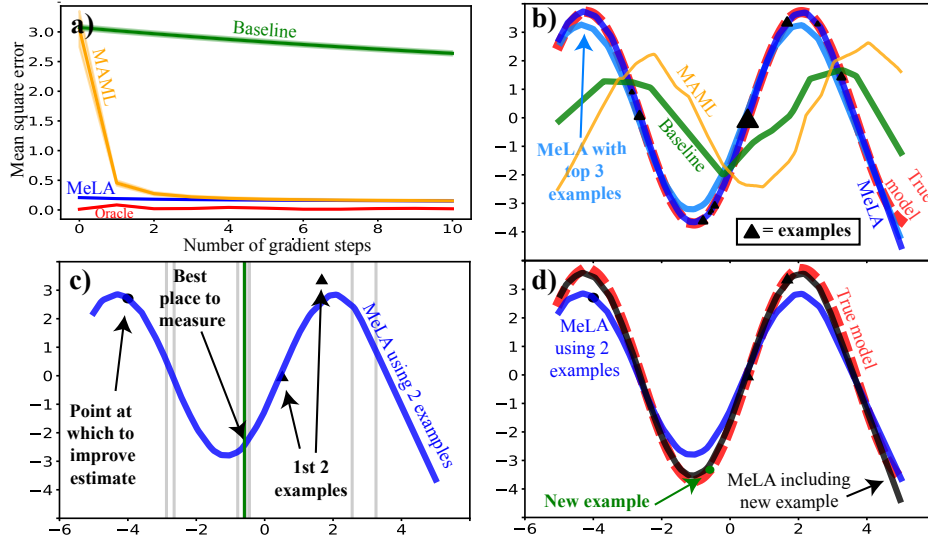 a)
Baseline
MAML
MeLA
Oracle
Mean square error
3.0
2.5
2.0
1.5
1.0
0.5
0.0
0
2
4
6
8
10
Number of gradient steps
b)
4
3
2
1
0
−1
−2
−3
−4
MAML
Baseline
MeLA with
top 3
examples
MeLA
True
model
= examples
c)
3
2
1
0
−1
−2
−3
−4
Best
place to
measure
Point at
which to
improve
estimate
1st 2
examples
MeLA using 2 examples
−6
−4
−2
0
2
4
d)
3
2
1
0
−1
−2
−3
−4
MeLA
using 2
examples
True model
New example
MeLA including
new example
−6
−4
−2
0
2
4
6